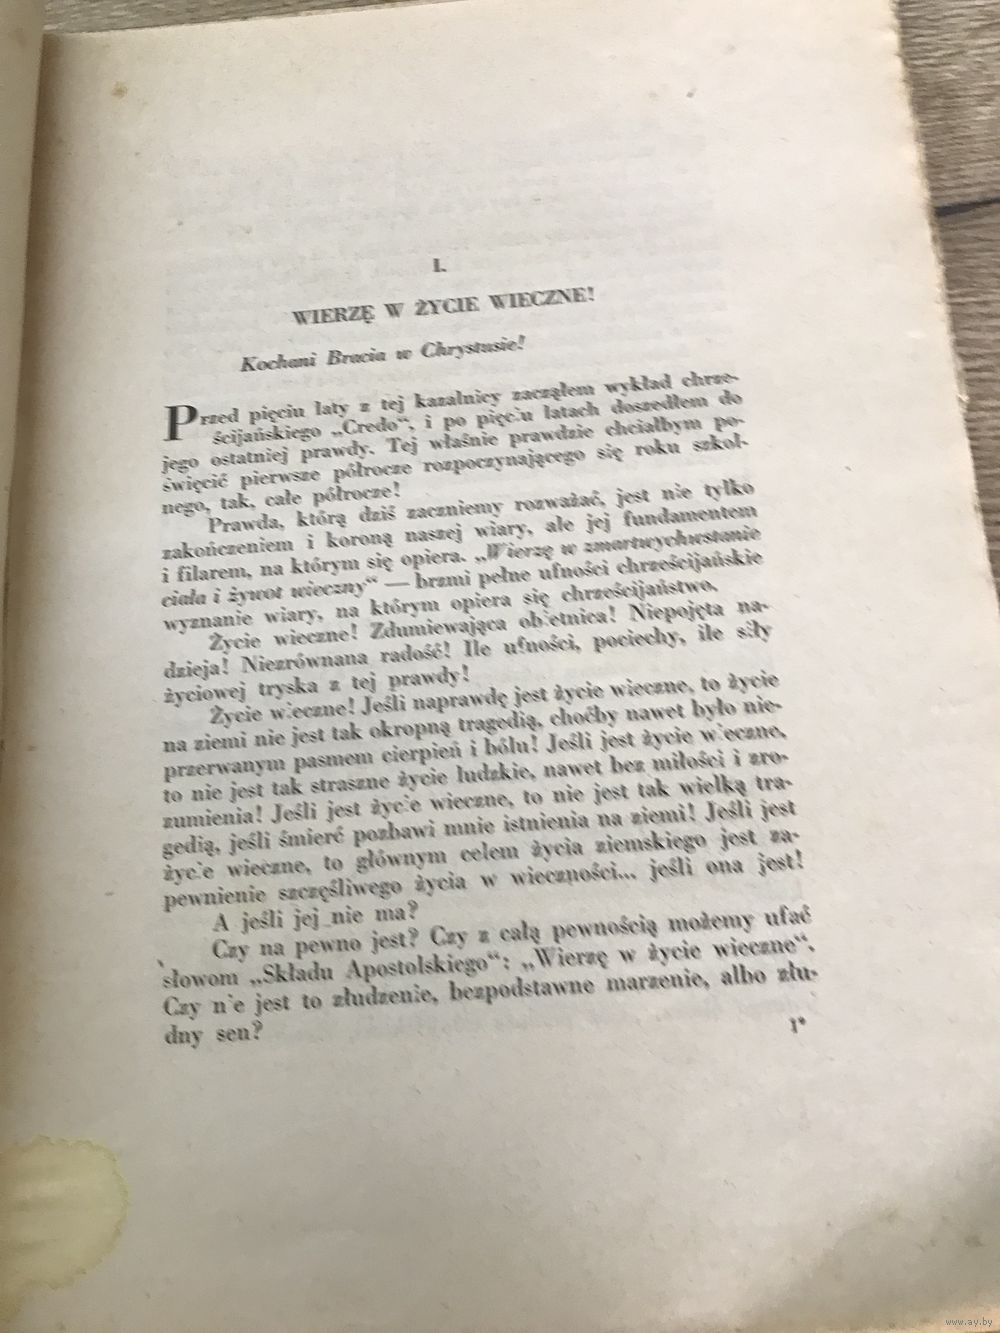 I.
WIERZĘ W ŻYCIE WIECZNE!
Kochani Bracia w Chrystusie!
Przed pięciu laty z tej kazalnicy zacząłem wykład chrze-
ścijańskiego „Credo“, i po pięciu latach doszedłem do
jego ostatniej prawdy. Tej właśnie prawdzie chciałbym po-
święcić pierwsze półrocze rozpoczynającego się roku szkol-
nego, tak, całe półrocze!
Prawda, którą dziś zaczniemy rozważać, jest nie tylko
zakończeniem i koroną naszej wiary, ale jej fundamentem
i filarem, na którym się opiera. „Wierzę w zmartwychwstanie
ciała i żywot wieczny“ — brzmi pełne ufności chrześcijańskie
wyznanie wiary, na którym opiera się chrześcijaństwo.
Życie wieczne! Zdumiewająca obietnica! Niepojęta na-
dzieja! Niezrównana radość! Ile ufności, pociechy, ile siły
życiowej tryska z tej prawdy!
Życie wieczne! Jeśli naprawdę jest życie wieczne, to życie
na ziemi nie jest tak okropną tragedią, choćby nawet było nie-
przerwanym pasmem cierpień i bólu! Jeśli jest życie wieczne,
to nie jest tak straszne życie ludzkie, nawet bez miłości i zro-
zumienia! Jeśli jest życie wieczne, to nie jest tak wielką tra-
gedią, jeśli śmierć pozbawi mnie istnienia na ziemi! Jeśli jest
życie wieczne, to głównym celem życia ziemskiego jest za-
pewnienie szczęśliwego życia w wieczności... jeśli ona jest!
A jeśli jej nie ma?
Czy na pewno jest? Czy z całą pewnością możemy ufać
słowom „Składu Apostolskiego“: „Wierzę w życie wieczne“.
Czy nie jest to złudzenie, bezpodstawne marzenie, albo złu-
dny sen?
1*
www.ay.by